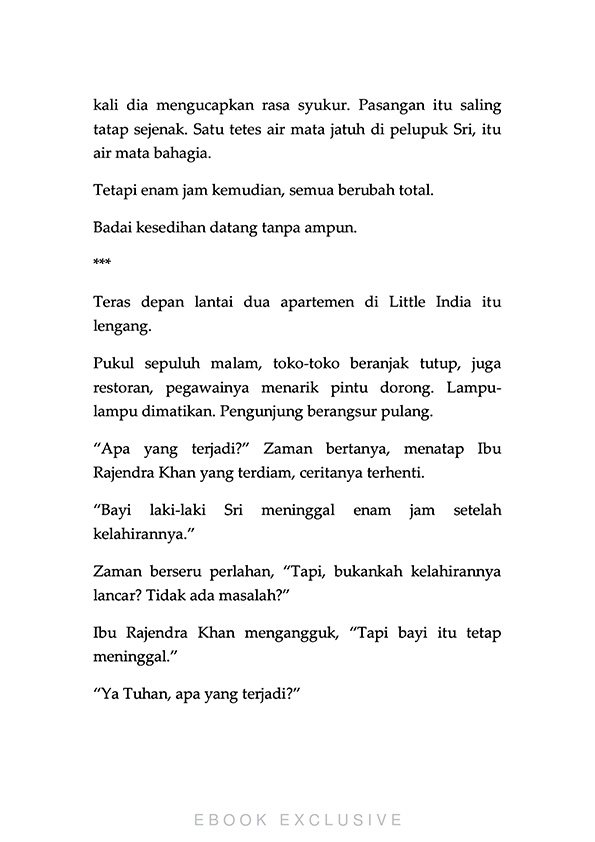 kali dia mengucapkan rasa syukur. Pasangan itu saling
tatap sejenak. Satu tetes air mata jatuh di pelupuk Sri, itu
air mata bahagia.
Tetapi enam jam kemudian, semua berubah total.
Badai kesedihan datang tanpa ampun.
***
Teras depan lantai dua apartemen di Little India itu
lengang.
Pukul sepuluh malam, toko-toko beranjak tutup, juga
restoran, pegawainya menarik pintu dorong. Lampu-
lampu dimatikan. Pengunjung berangsur pulang.
“Apa yang terjadi?” Zaman bertanya, menatap Ibu
Rajendra Khan yang terdiam, ceritanya terhenti.
“Bayi laki-laki Sri meninggal enam jam setelah
kelahirannya.”
Zaman berseru perlahan, “Tapi, bukankah kelahirannya
lancar? Tidak ada masalah?”
Ibu Rajendra Khan mengangguk, “Tapi bayi itu tetap
meninggal.”
“Ya Tuhan, apa yang terjadi?”
EBOOK EXCLUSIVE